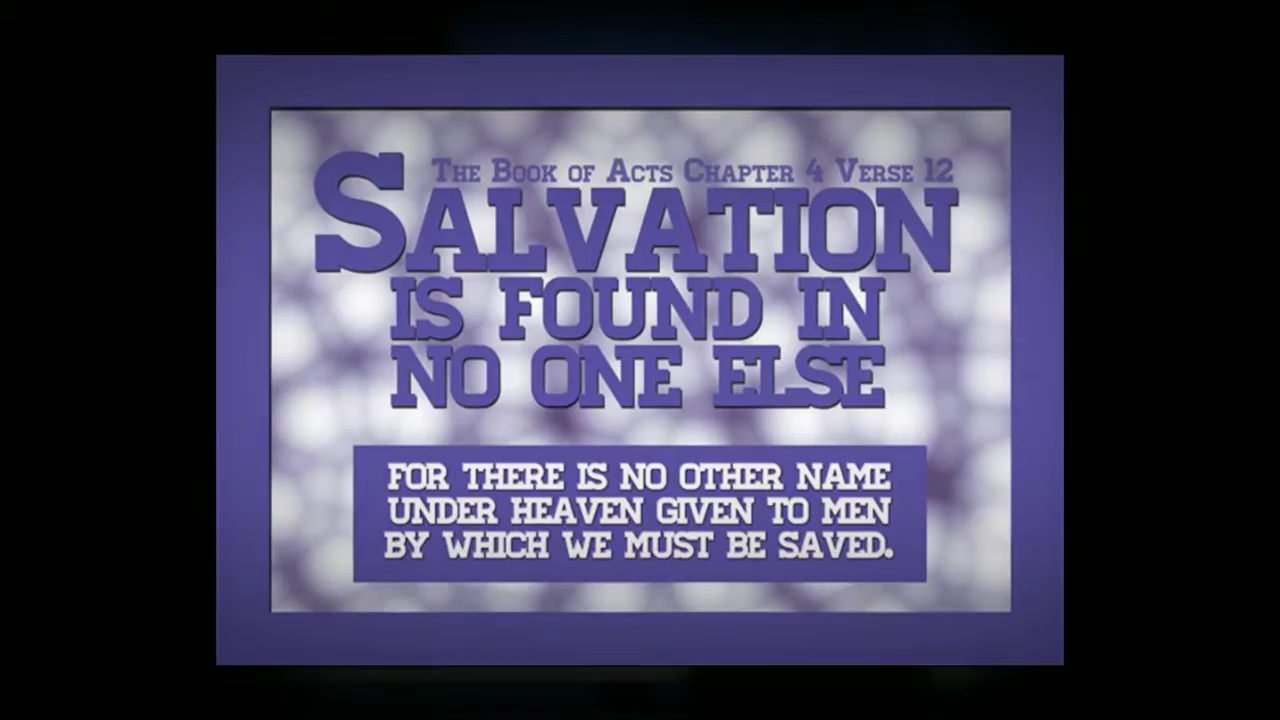 The Book of Acts Chapter 4 Verse 12
Salvation
is found in
no one else
for there is no other name
under heaven given to men
by which we must be saved.